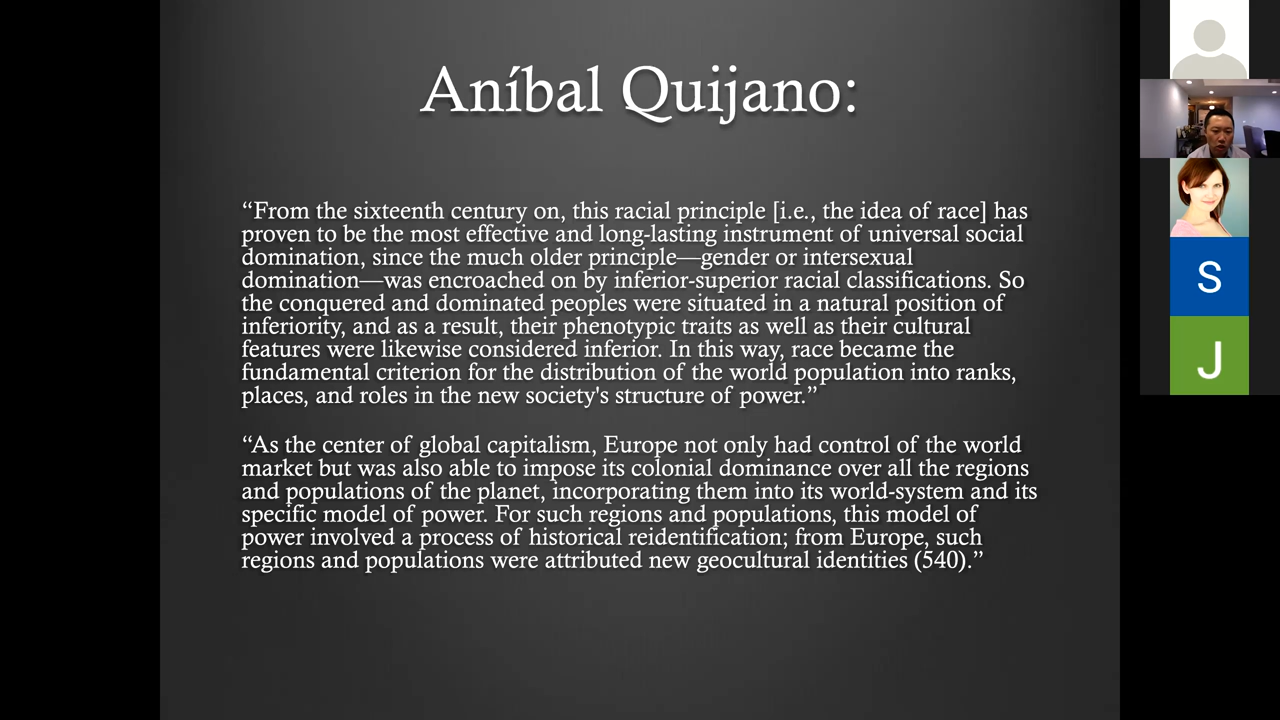 Aníbal Quijano:
“From the sixteenth century on, this racial principle [i.e., the idea of race] has
proven to be the most effective and long-lasting instrument of universal social
domination, since the much older principle—gender or intersexual
domination—was encroached on by inferior-superior racial classifications. So
the conquered and dominated peoples were situated in a natural position of
inferiority, and as a result, their phenotypic traits as well as their cultural
features were likewise considered inferior. In this way, race became the
fundamental criterion for the distribution of the world population into ranks,
places, and roles in the new society's structure of power.”
“As the center of global capitalism, Europe not only had control of the world
market but was also able to impose its colonial dominance over all the regions
and populations of the planet, incorporating them into its world-system and its
specific model of power. For such regions and populations, this model of
power involved a process of historical reidentification; from Europe, such
regions and populations were attributed new geocultural identities (540).”
S
J